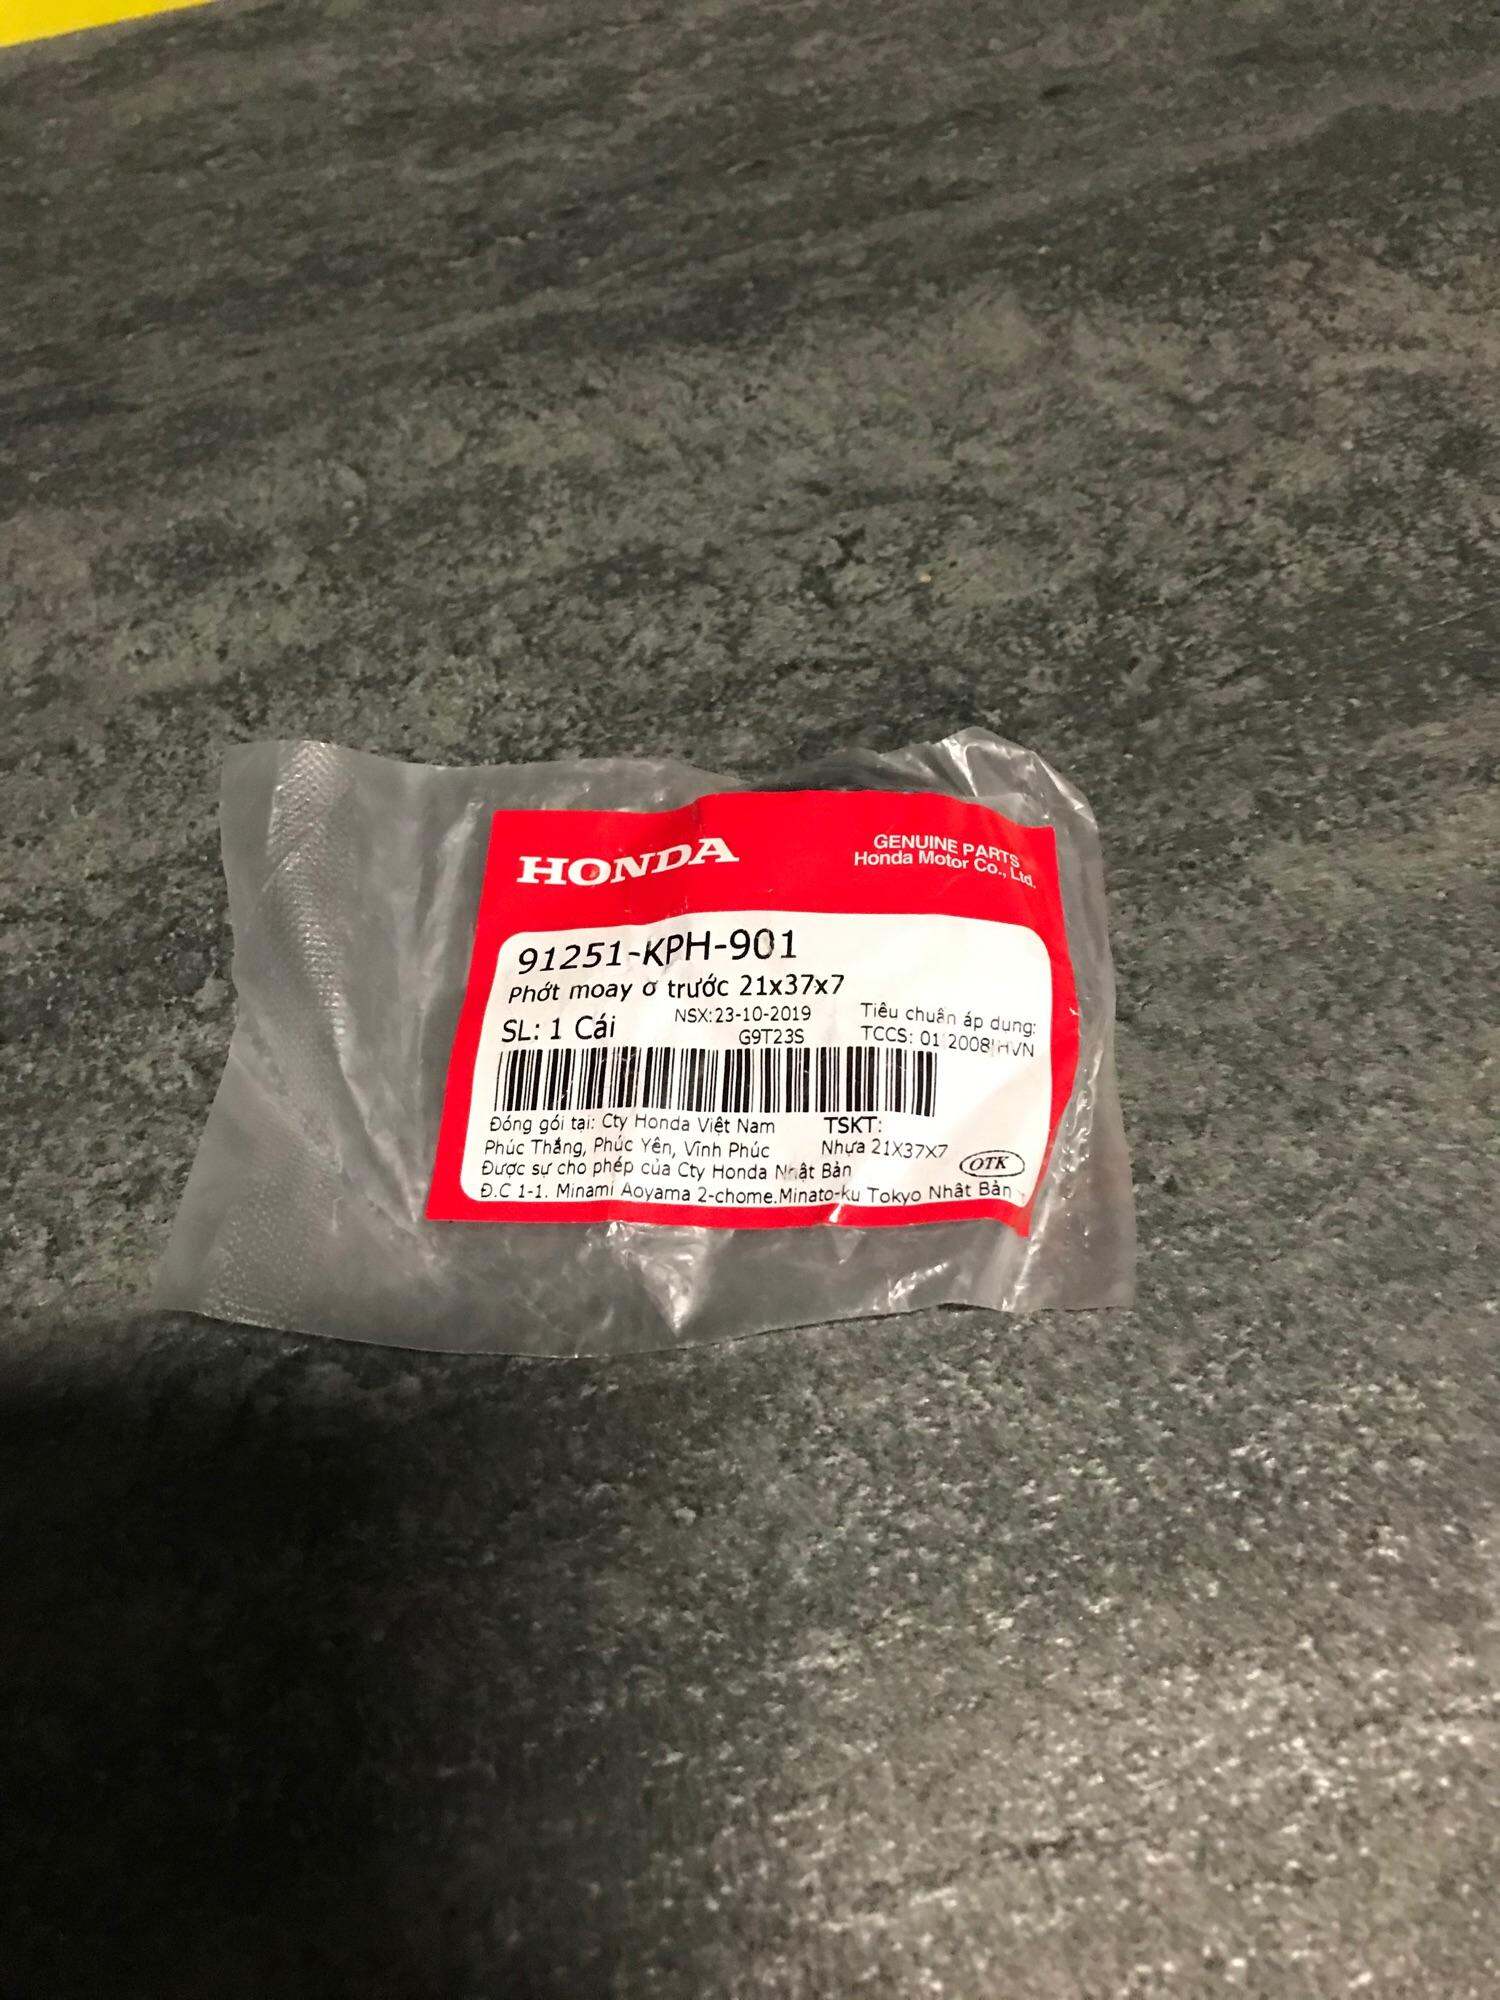 HONDA
GENUINE PARTS
Honda Motor Co., Ltd.
91251-KPH-901
Phớt moay ơ trước 21x37x7
SL: 1 Cái
NSX:23-10-2019
G9T23S
Tiêu chuẩn áp dụng:
TCCS: 01 2008 HVN
Đóng gói tại: Cty Honda Việt Nam
Phúc Thắng, Phúc Yên, Vĩnh Phúc
TSKT:
Nhựa 21X37X7
Được sự cho phép của Cty Honda Nhật Bản
OTK
Đ.C 1-1. Minami Aoyama 2-chome.Minato-ku Tokyo Nhật Bản